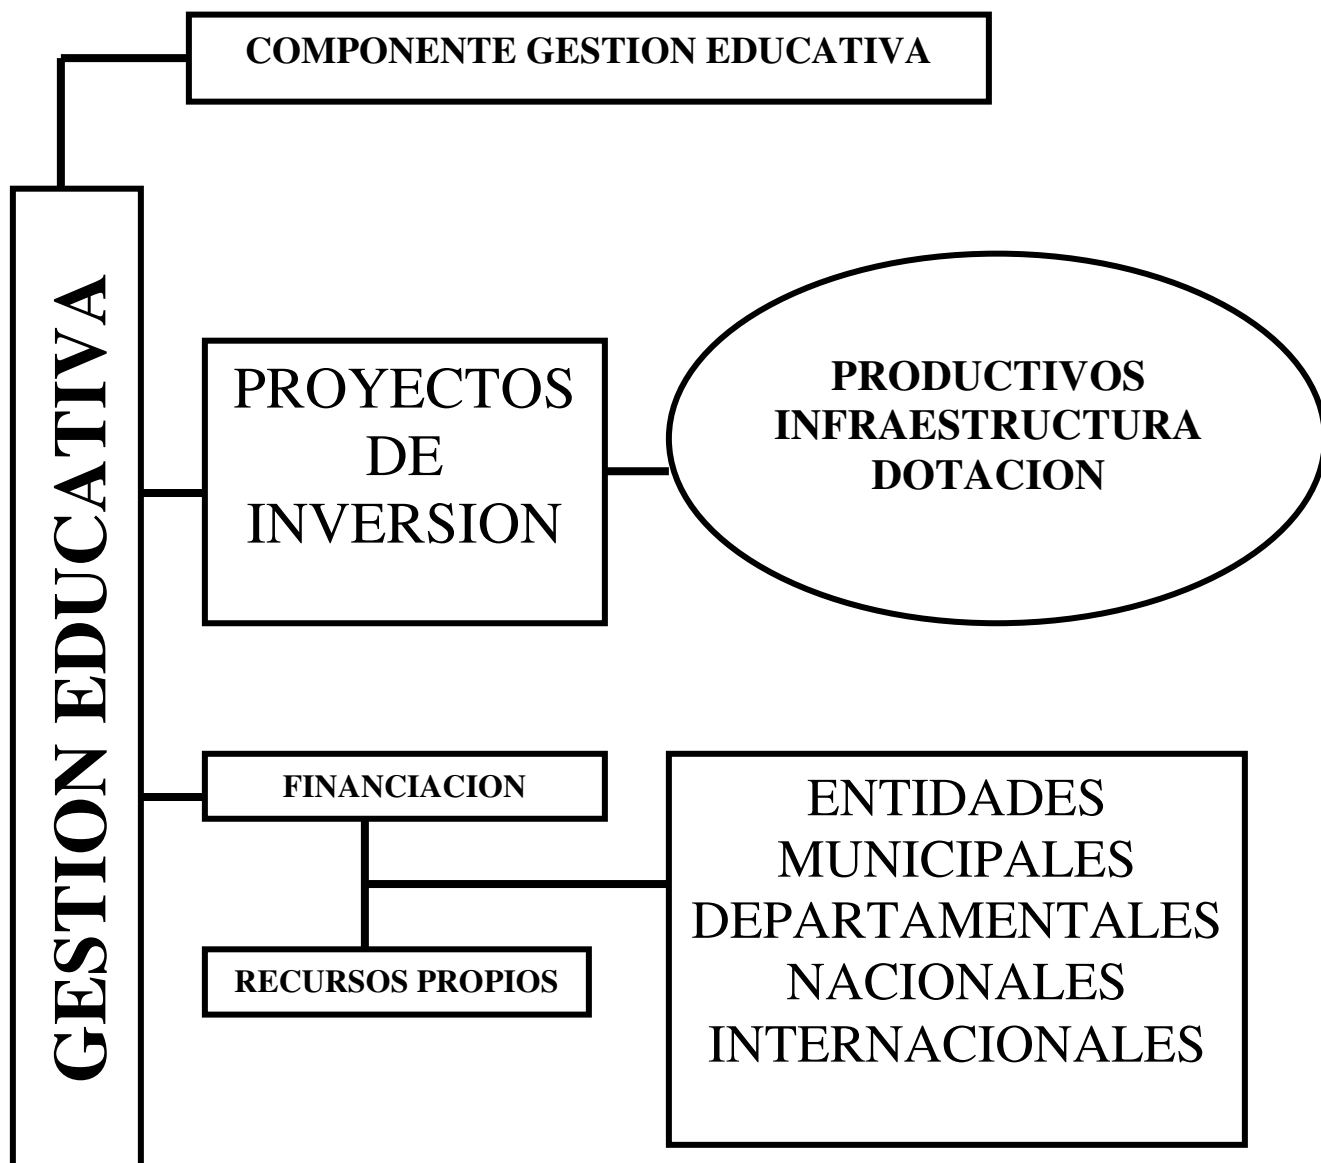 COMPONENTE GESTION EDUCATIVA
GESTION EDUCATIVA
PROYECTOS
DE
INVERSION
PRODUCTIVOS
INFRAESTRUCTURA
DOTACION
FINANCIACION
RECURSOS PROPIOS
ENTIDADES
MUNICIPALES
DEPARTAMENTALES
NACIONALES
INTERNACIONALES